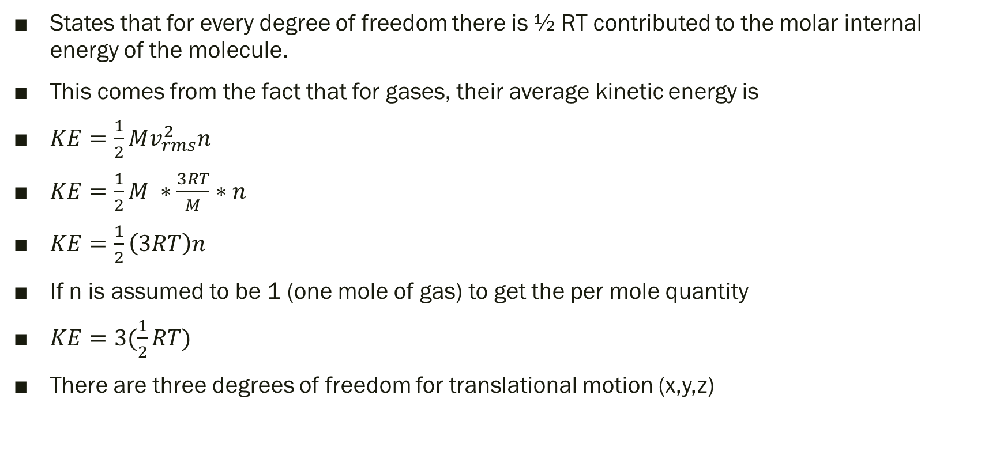 ■ States that for every degree of freedom there is ½ RT contributed to the molar internal
energy of the molecule.
■ This comes from the fact that for gases, their average kinetic energy is
■ $KE = \frac{1}{2} M v_{rms}^{2} n$
■ $KE = \frac{1}{2} M * \frac{3RT}{M} * n$
■ $KE = \frac{1}{2} (3RT)n$
■ If n is assumed to be 1 (one mole of gas) to get the per mole quantity
■ $KE = 3(\frac{1}{2} RT)$
■ There are three degrees of freedom for translational motion (x,y,z)